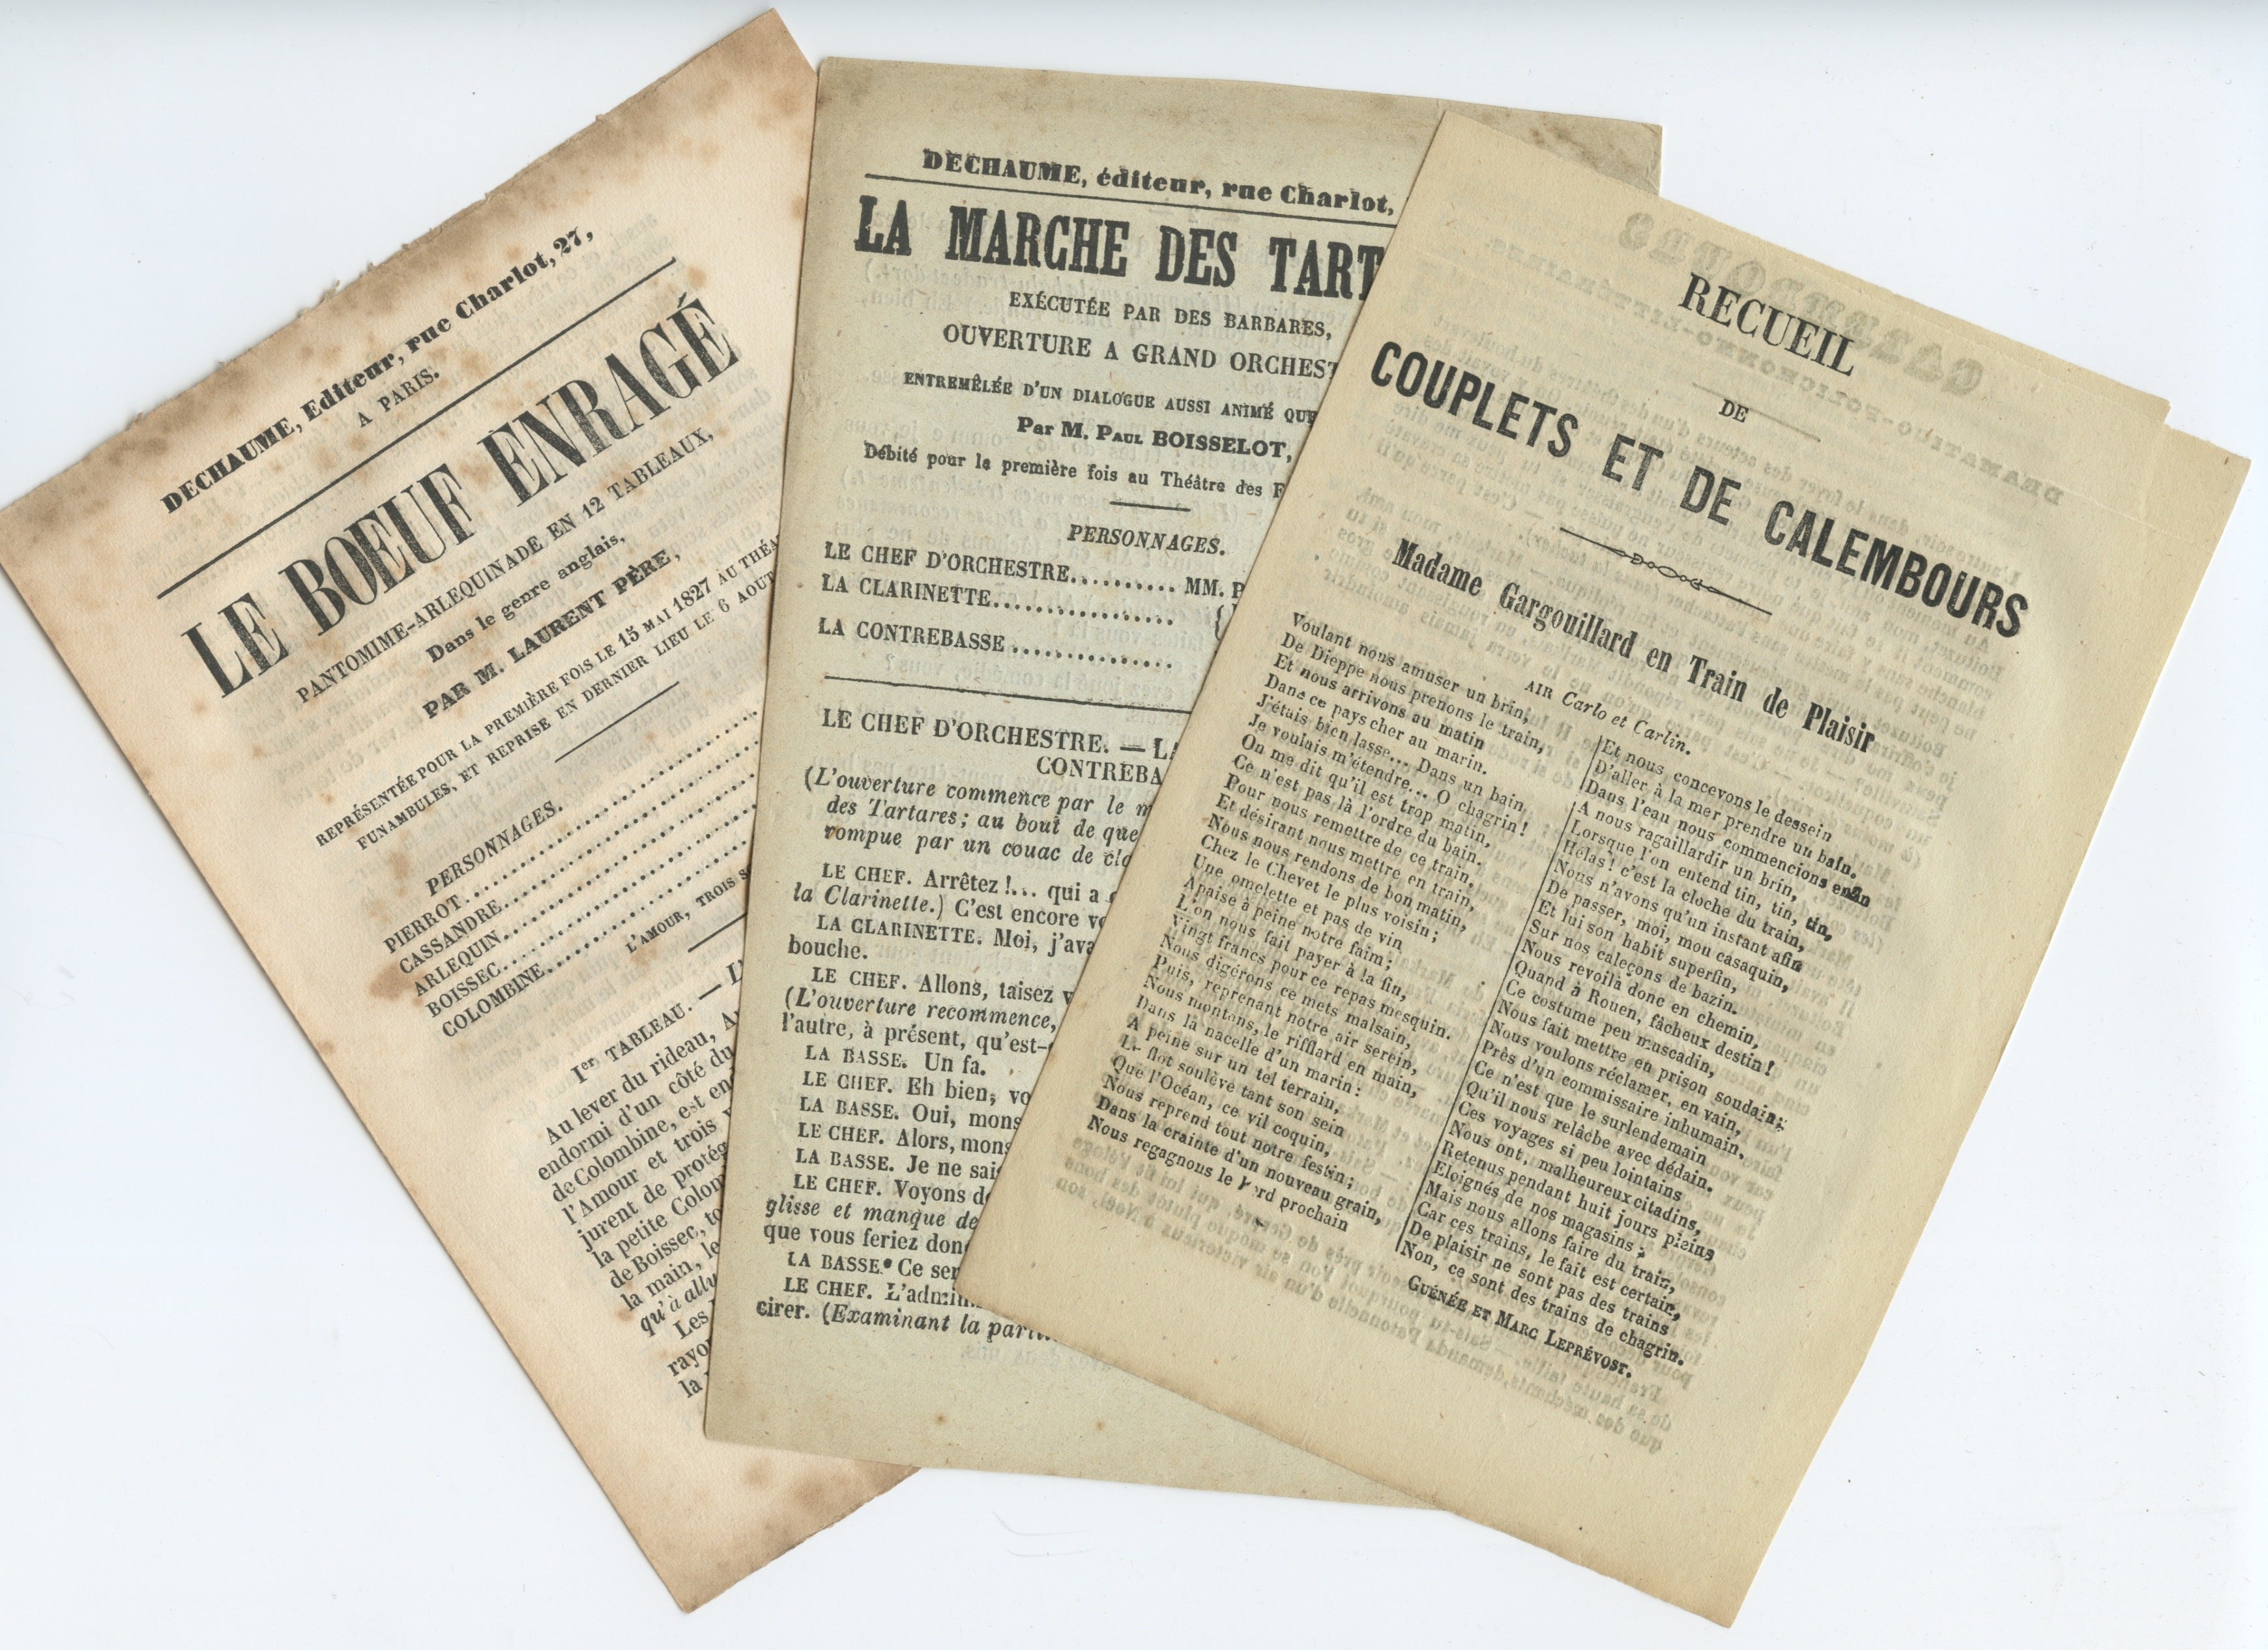 DECHAUME, Editeur, rue Charlot, 27,
A PARIS.
LE BOEUF ENRAGÉ
PANTOMIME-ARLEQUINADE EN 12 TABLEAUX,
Dans le genre anglais,
PAR M. LAURENT PÈRE,
REPRÉSENTÉE POUR LA PREMIÈRE FOIS LE 15 MAI 1827 AU THÉA
FUNAMBULES, ET REPRISE EN DERNIER LIEU LE 6 AOUT
PERSONNAGES.
PIERROT
CASSANDRE
ARLEQUIN
BOISSEC
COLOMBINE
L'AMOUR, TROIS S
Ier TABLEAU. — L'
Au lever du rideau, A
endormi d'un côté du
de Colombine, est en
l'Amour et trois
jurent de protég
la petite Colom
de Boissec, to
la main, le
qu'à ally
Les
rayo
la
DECHAUME, éditeur, rue Charlot,
LA MARCHE DES TART
EXÉCUTÉE PAR DES BARBARES,
OUVERTURE A GRAND ORCHEST
ENTREMÊLÉE D'UN DIALOGUE AUSSI ANIMÉ QUE
Par M. PAUL BOISSELOT,
Débité pour la première fois au Théâtre des F
PERSONNAGES.
LE CHEF D'ORCHESTRE.......... MM. P
LA CLARINETTE................
LA CONTREBASSE ...............
LE CHEF D'ORCHESTRE. — LA
CONTREBA
(L'ouverture commence par le m
des Tartares; au bout de que
rompue par un couac de cla
LE CHEF. Arrêtez !... qui a
la Clarinette.) C'est encore vo
LA CLARINETTE. Moi, j'ava
bouche.
LE CHEF. Allons, taisez v
(L'ouverture recommence,
l'autre, à présent, qu'est-
LA BASSE. Un fa.
LE CHEF. Eh bien, vo
LA BASSE. Oui, mons
LE CHEF. Alors, mons
LA BASSE. Je ne sais
LE CHEF. Voyons do
glisse et manque de
que vous feriez donc
LA BASSE. Ce ser
LE CHEF. L'admin
cirer. (Examinant la parti
RECUEIL
DE
COUPLETS ET DE CALEMBOURS
Madame Gargouillard en Train de Plaisir
AIR Carlo et Carlin.
Voulant nous amuser un brin,
De Dieppe nous prenons le train,
Et nous arrivons au matin
Dans ce pays cher au marin.
J'étais bien lasse... Dans un bain
Je voulais m'étendre... O chagrin !
On me dit qu'il est trop matin,
Ce n'est pas là l'ordre du bain.
Pour nous remettre de ce train,
Et désirant nous mettre en train,
Nous nous rendons de bon matin,
Chez le Chevet le plus voisin;
Une omelette et pas de vin
Apaise à peine notre faim;
L'on nous fait payer à la fin,
Vingt francs pour ce repas mesquin.
Nous digérons ce mets malsain,
Puis, reprenant notre air serein,
Nous montons, le rifflard en main,
Dans la nacelle d'un marin:
A peine sur un tel terrain,
Le flot soulève tant son sein
Que l'Océan, ce vil coquin,
Nous reprend tout notre festin;
Dans la crainte d'un nouveau grain,
Nous regagnous le prochain
Et nous concevons le dessein
D'aller à la mer prendre un bain.
Dans l'eau nous commencions enfin
A nous ragaillardir un brin,
Lorsque l'on entend tin, tin, tin,
Hélas ! c'est la cloche du train,
Nous n'avons qu'un instant afin
De passer, moi, mon casaquin,
Et lui son habit superfin,
Sur nos caleçons de bazin.
Nous revoilà donc en chemin,
Quand à Rouen, fâcheux destin !
Ce costume peu muscadin,
Nous fait mettre en prison soudain;
Nous voulons réclamer, en vain,
Près d'un commissaire inhumain.
Ce n'est que le surlendemain
Qu'il nous relâche avec dédain.
Ces voyages si peu lointains
Nous ont, malheureux citadins,
Retenus pendant huit jours pleins
Eloignés de nos magasins;
Mais nous allons faire du train,
Car ces trains, le fait est certain,
De plaisir ne sont pas des trains
Non, ce sont des trains de chagrin.
GUÉNÉE ET MARC LEPRÉVOST.